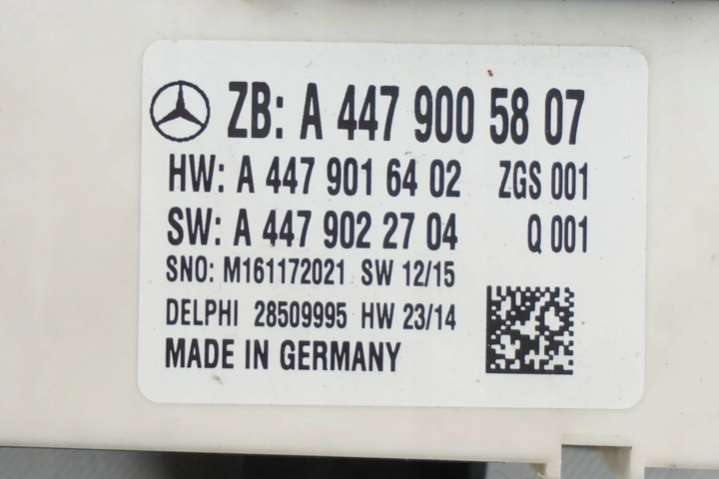 ZB: A 447 900 58 07
HW: A 447 901 64 02 ZGS 001
SW: A 447 902 27 04 Q 001
SNO: M161172021 SW 12/15
DELPHI 28509995 HW 23/14
MADE IN GERMANY